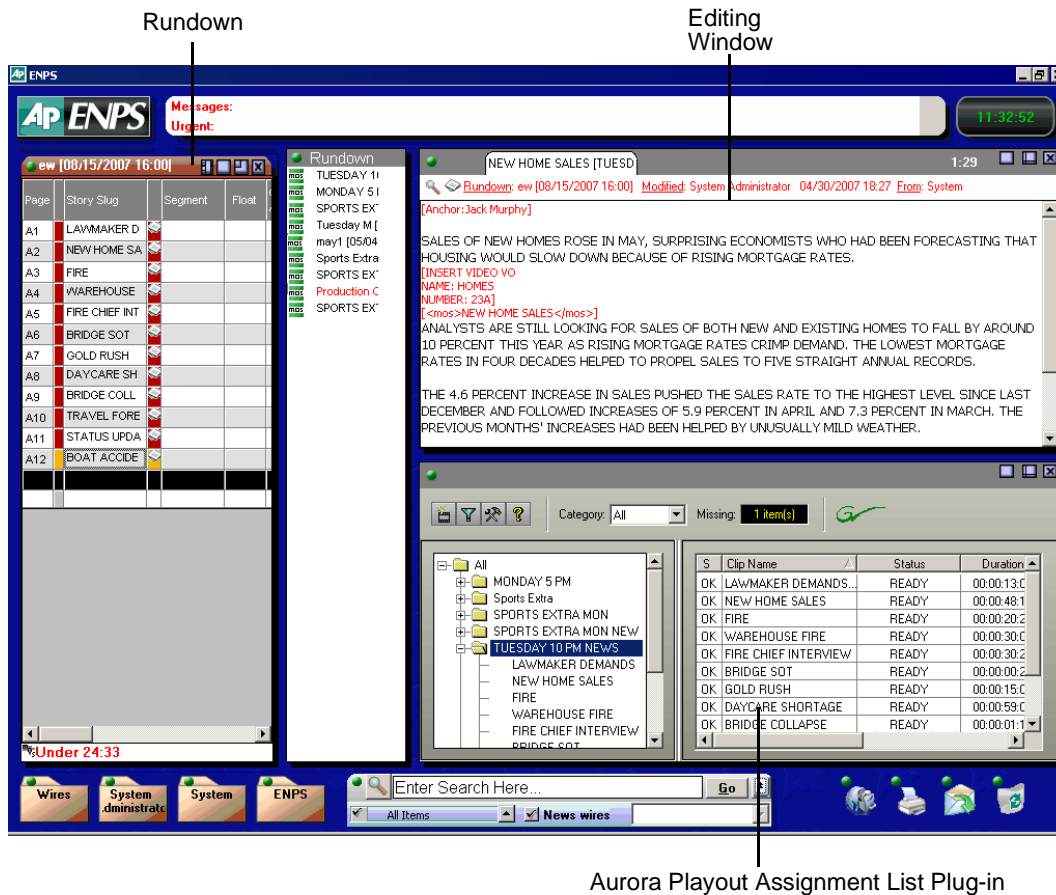 Rundown
Editing
Window
AP ENPS
AP ENPS
Messages:
Urgent:
11:32:52
ew [08/15/2007 16:00]
Page Story Slug Segment Float
A1 LAWMAKER D
A2 NEW HOME SA
A3 FIRE
A4 WAREHOUSE
A5 FIRE CHIEF INT
A6 BRIDGE SOT
A7 GOLD RUSH
A8 DAYCARE SH
A9 BRIDGE COLL
A10 TRAVEL FORE
A11 STATUS UPDA
A12 BOAT ACCIDE
Under 24:33
Rundown
mos TUESDAY 1
mos MONDAY 5
mos SPORTS EX
mos Tuesday M [
mos may1 [05/04
mos Sports Extra
mos SPORTS EX
mos Production C
mos SPORTS EX
NEW HOME SALES [TUESD
1:29
Rundown: ew [08/15/2007 16:00] Modified: System Administrator 04/30/2007 18:27 From: System
[Anchor:Jack Murphy]
SALES OF NEW HOMES ROSE IN MAY, SURPRISING ECONOMISTS WHO HAD BEEN FORECASTING THAT
HOUSING WOULD SLOW DOWN BECAUSE OF RISING MORTGAGE RATES.
[INSERT VIDEO VO
NAME: HOMES
NUMBER: 23A]
[<mos>NEW HOME SALES</mos>]
ANALYSTS ARE STILL LOOKING FOR SALES OF BOTH NEW AND EXISTING HOMES TO FALL BY AROUND
10 PERCENT THIS YEAR AS RISING MORTGAGE RATES CRIMP DEMAND. THE LOWEST MORTGAGE
RATES IN FOUR DECADES HELPED TO PROPEL SALES TO FIVE STRAIGHT ANNUAL RECORDS.
THE 4.6 PERCENT INCREASE IN SALES PUSHED THE SALES RATE TO THE HIGHEST LEVEL SINCE LAST
DECEMBER AND FOLLOWED INCREASES OF 5.9 PERCENT IN APRIL AND 7.3 PERCENT IN MARCH. THE
PREVIOUS MONTHS' INCREASES HAD BEEN HELPED BY UNUSUALLY MILD WEATHER.
Category: All Missing: 1 item(s)
All
MONDAY 5 PM
Sports Extra
SPORTS EXTRA MON
SPORTS EXTRA MON NEW
TUESDAY 10 PM NEWS
LAWMAKER DEMANDS
NEW HOME SALES
FIRE
WAREHOUSE FIRE
FIRE CHIEF INTERVIEW
BRIDGE SOT
S Clip Name Status Duration
OK LAWMAKER DEMANDS... READY 00:00:13:0
OK NEW HOME SALES READY 00:00:48:1
OK FIRE READY 00:00:20:2
OK WAREHOUSE FIRE READY 00:00:30:0
OK FIRE CHIEF INTERVIEW READY 00:00:30:2
OK BRIDGE SOT READY 00:00:00:2
OK GOLD RUSH READY 00:00:15:0
OK DAYCARE SHORTAGE READY 00:00:59:0
OK BRIDGE COLLAPSE READY 00:00:01:1
Wires
System
.dministrato
System
ENPS
Enter Search Here... Go
All Items News wires
Aurora Playout Assignment List Plug-in